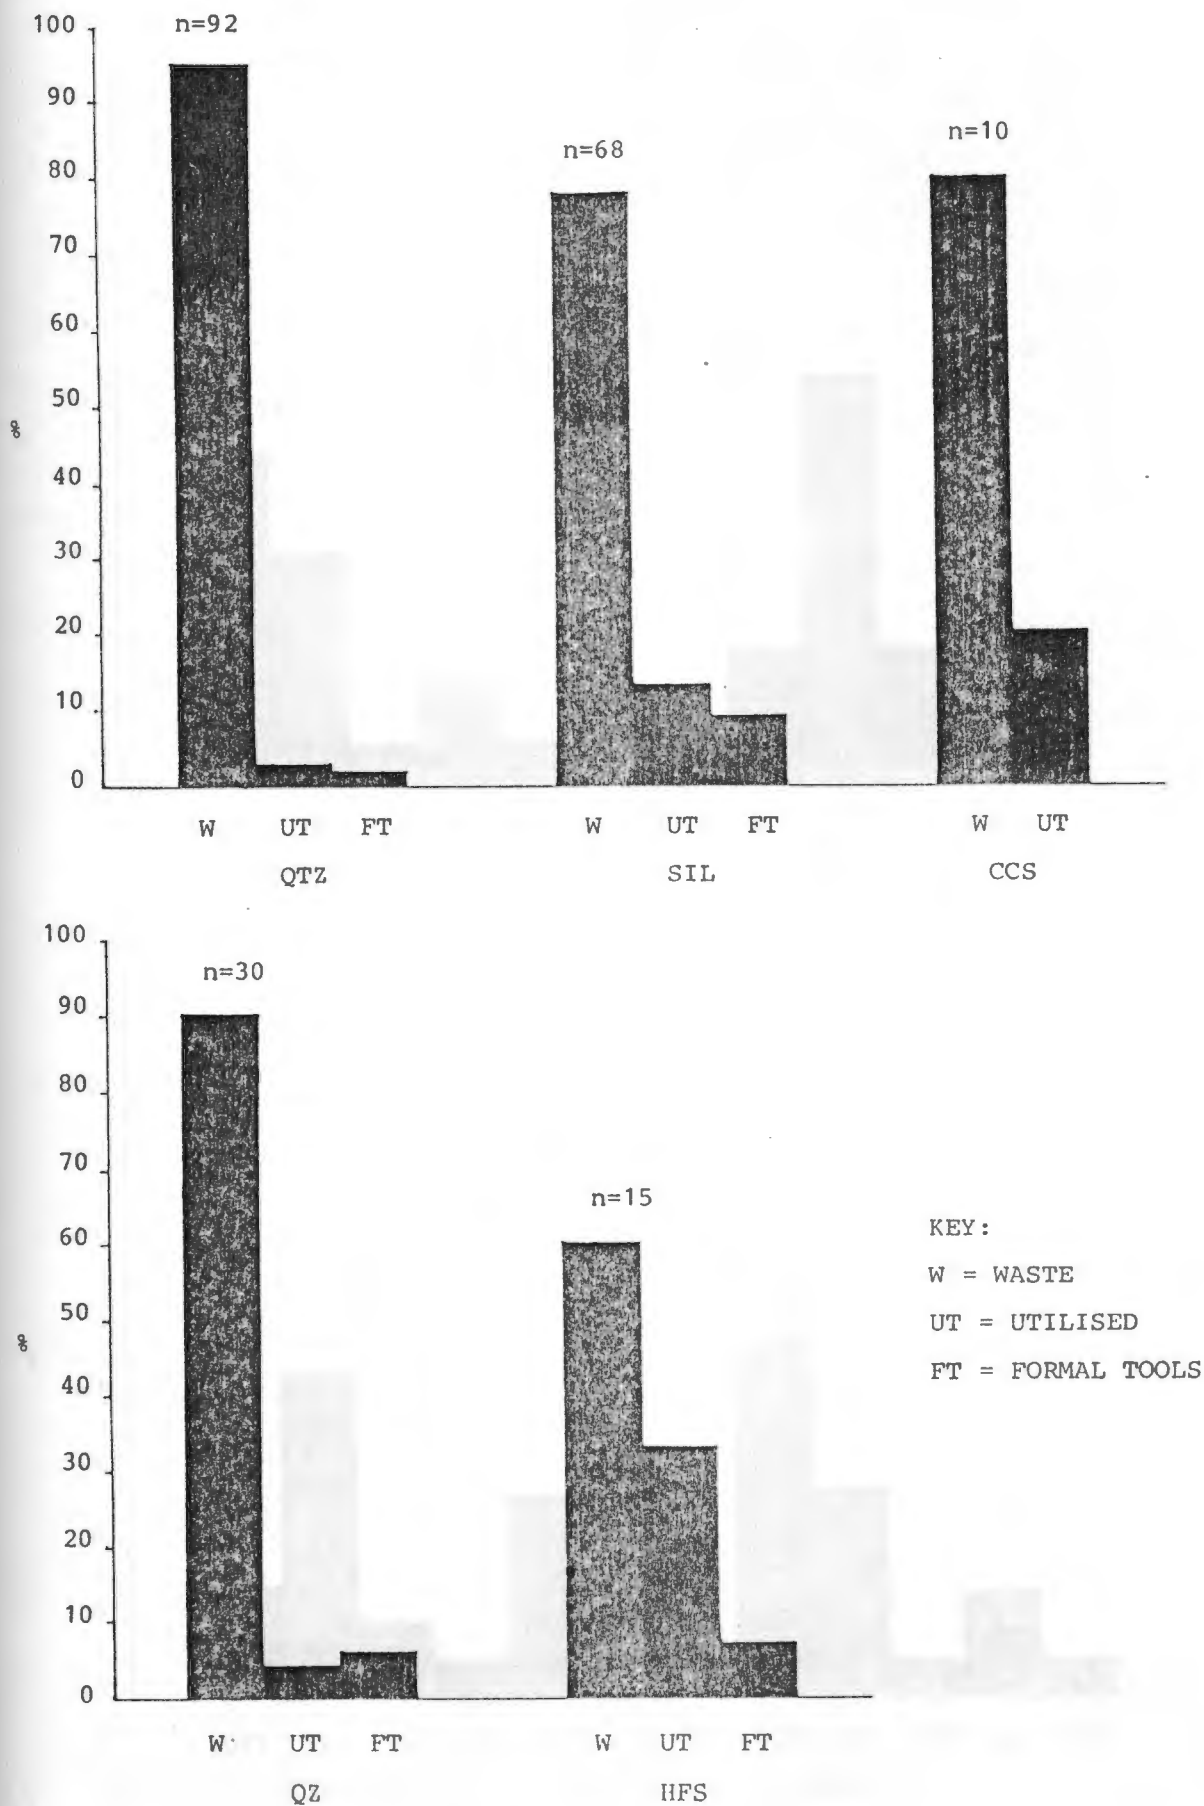 n=92
n=68
n=10
100
90
80
70
60
50
40
30
20
10
0
%
W UT FT W UT FT W UT
QTZ SIL CCS
n=30
n=15
100
90
80
70
60
50
40
30
20
10
0
%
KEY:
W = WASTE
UT = UTILISED
FT = FORMAL TOOLS
W UT FT W UT FT
QZ HFS